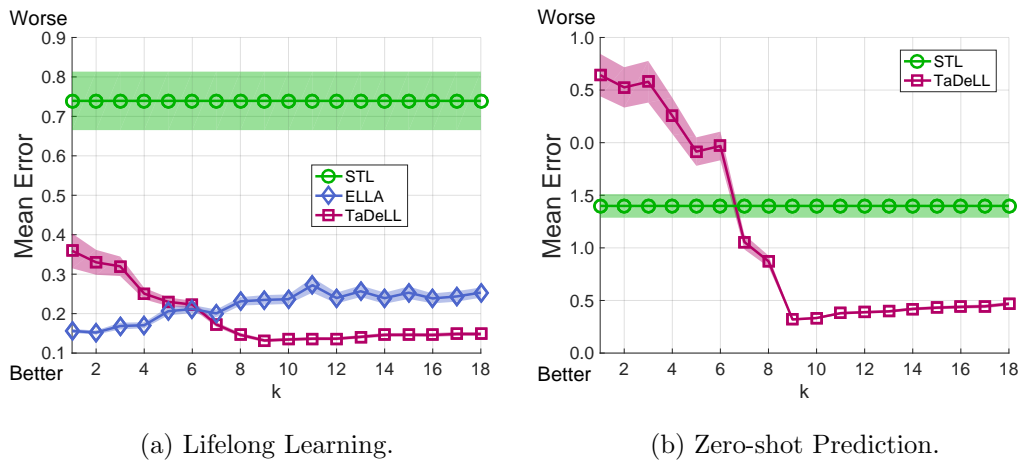 Worse
0.9
0.8
0.7
0.6
0.5
0.4
0.3
0.2
0.1
Better
Mean Error
STL
ELLA
TaDeLL
2 4 6 8 10 12 14 16 18
k
(a) Lifelong Learning.
Worse
1.0
0.5
0.0
1.5
1.0
0.5
0.0
Better
Mean Error
STL
TaDeLL
2 4 6 8 10 12 14 16 18
k
(b) Zero-shot Prediction.